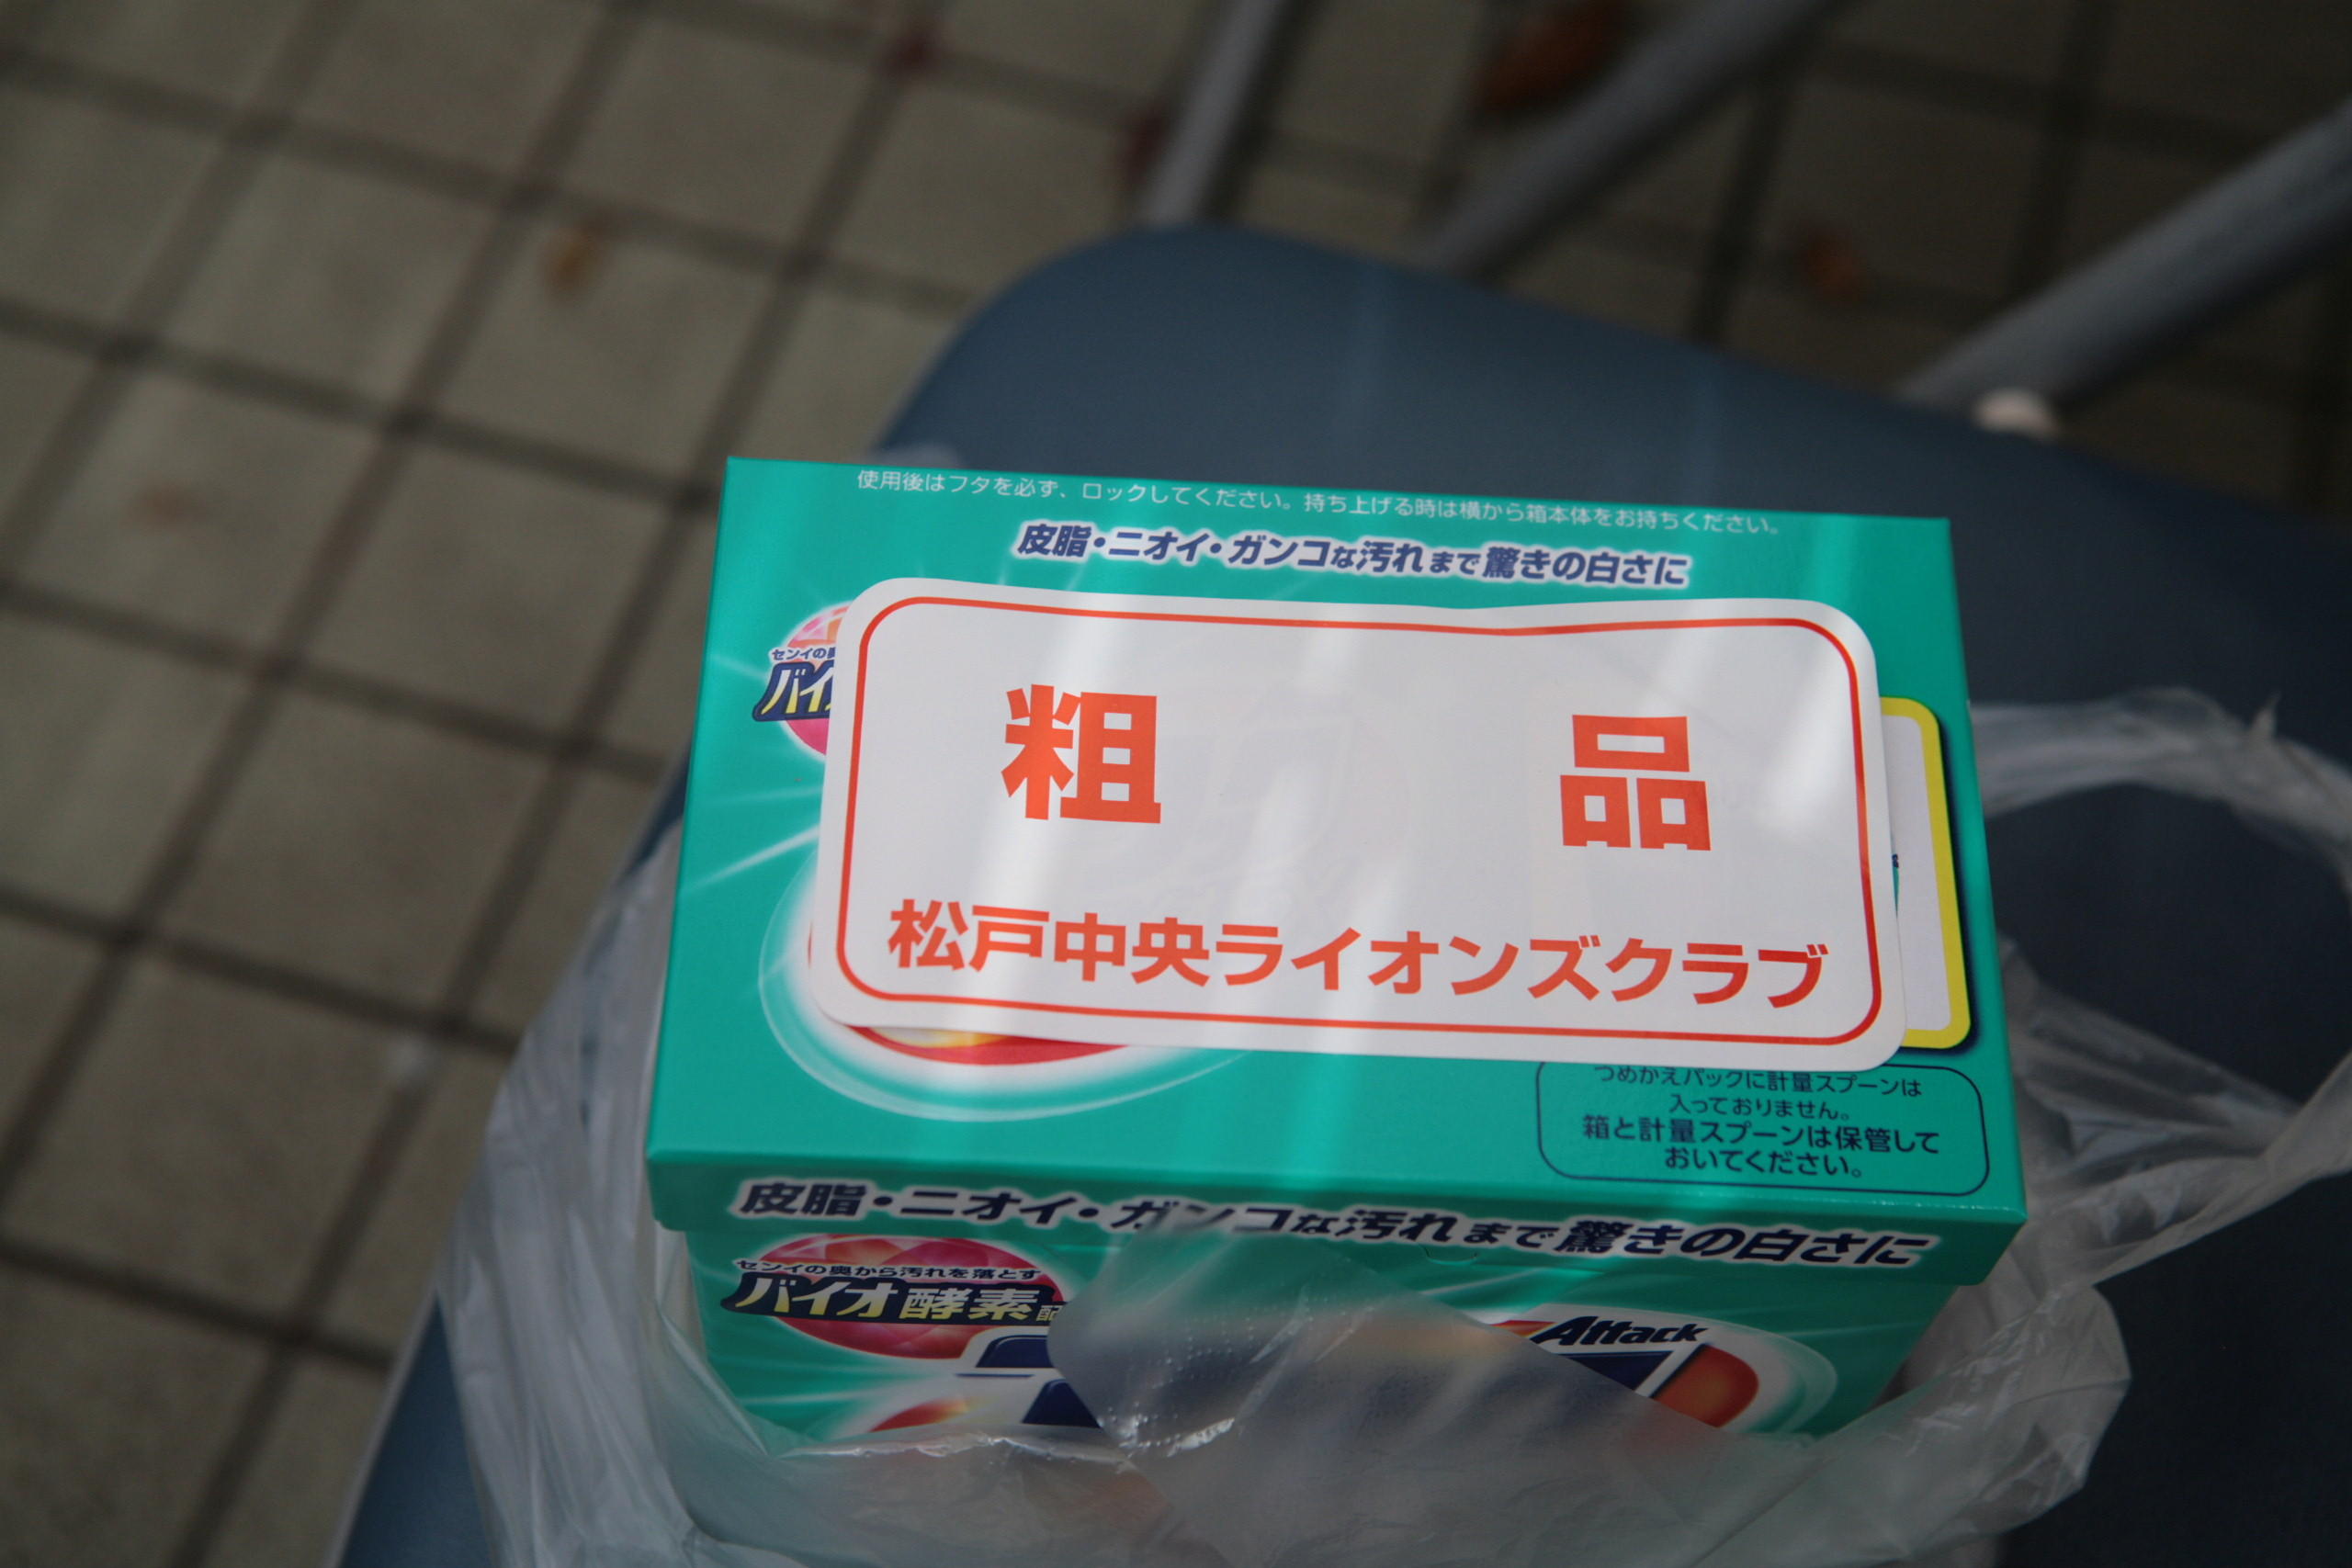 使用後はフタを必ず、ロックしてください。持ち上げる時は横から箱本体をお持ちください。
皮脂・ニオイ・ガンコな汚れまで驚きの白さに
センイの奥
バイ
粗 品
松戸中央ライオンズクラブ
つめかえパックに計量スプーンは
入っておりません。
箱と計量スプーンは保管して
おいてください。
皮脂・ニオイ・ガンコな汚れまで驚きの白さに
センイの奥から汚れを落とす
バイオ酵素配
Attack